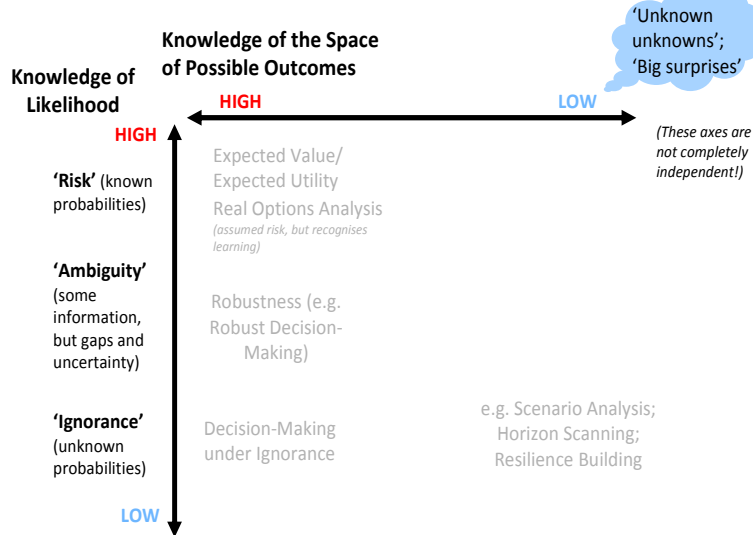 ‘Unknown
unknowns’;
‘Big surprises’
Knowledge of the Space
of Possible Outcomes
Knowledge of
Likelihood
HIGH
LOW
HIGH
(These axes are
not completely
independent!)
‘Risk’ (known
probabilities)
Expected Value/
Expected Utility
Real Options Analysis
(assumed risk, but recognises
learning)
‘Ambiguity’
(some
information,
but gaps and
uncertainty)
Robustness (e.g.
Robust Decision-
Making)
‘Ignorance’
(unknown
probabilities)
Decision-Making
under Ignorance
e.g. Scenario Analysis;
Horizon Scanning;
Resilience Building
LOW